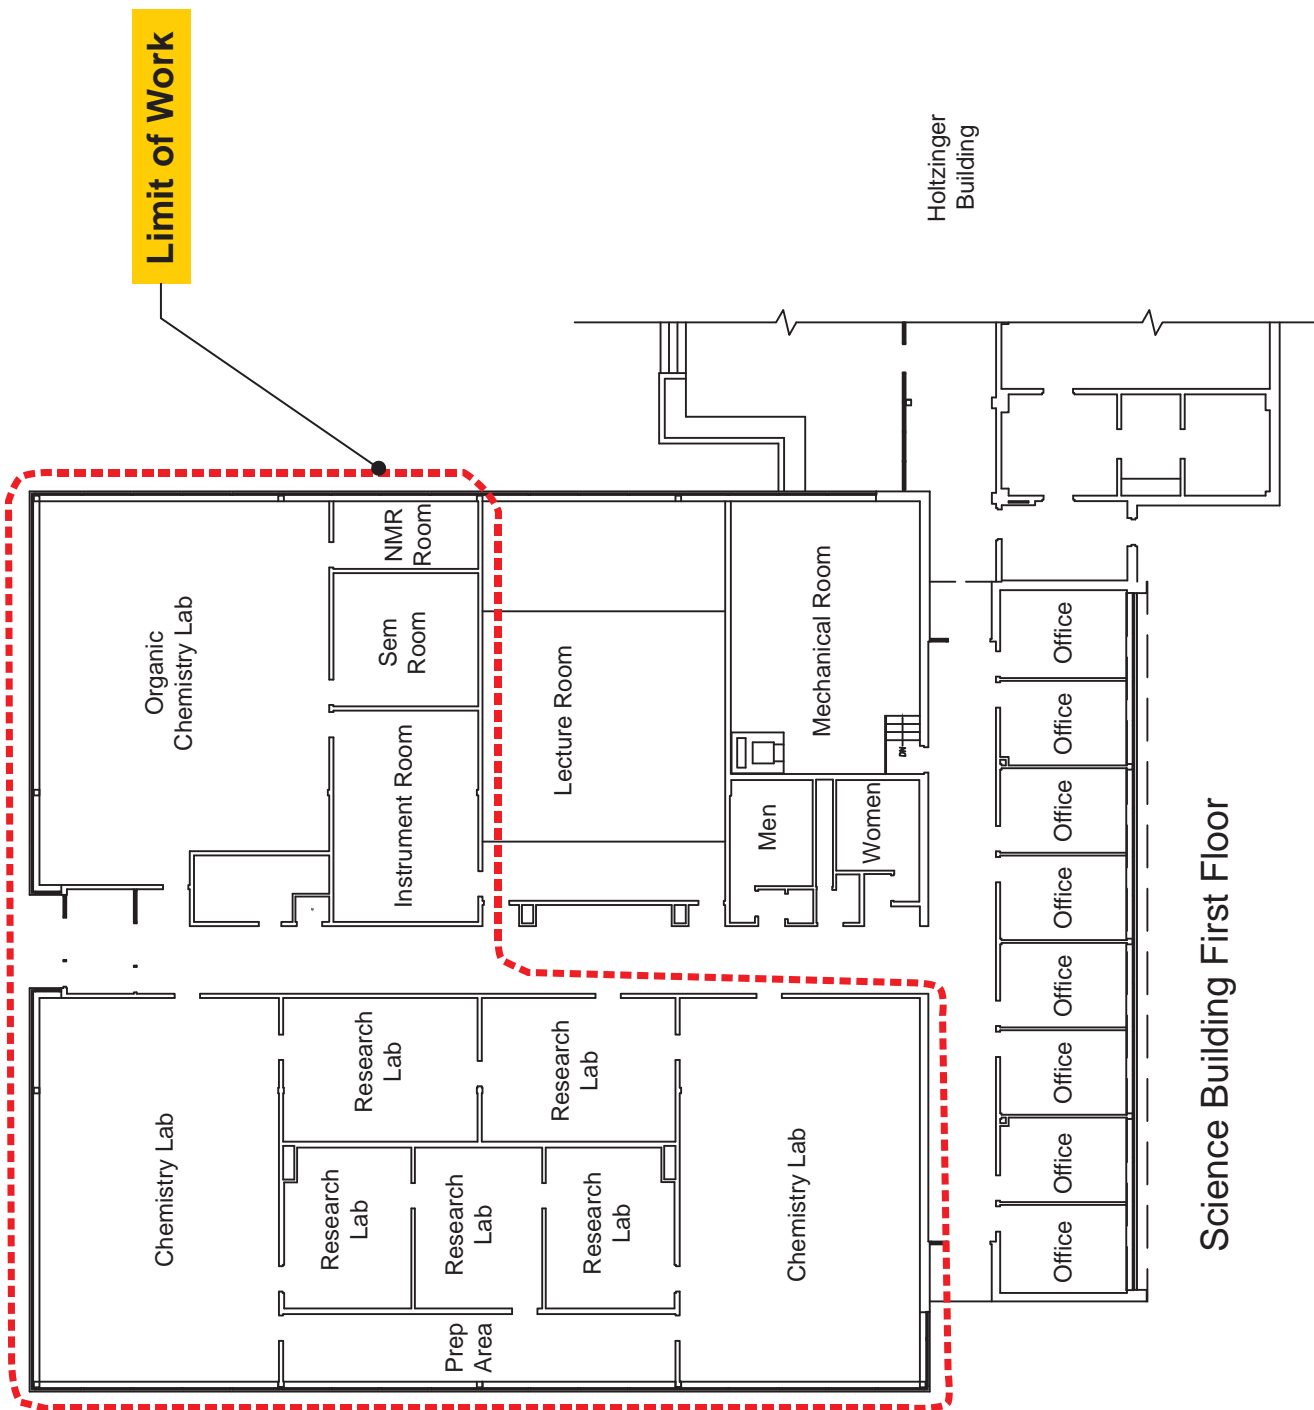 Limit of Work
Holtzinger
Building
Organic
Chemistry Lab
NMR
Room
Sem
Room
Instrument Room
Lecture Room
Mechanical Room
Men
Women
DN
Chemistry Lab
Research
Lab
Research
Lab
Research
Lab
Research
Lab
Research
Lab
Chemistry Lab
Prep
Area
Office
Office
Office
Office
Office
Office
Office
Office
Science Building First Floor